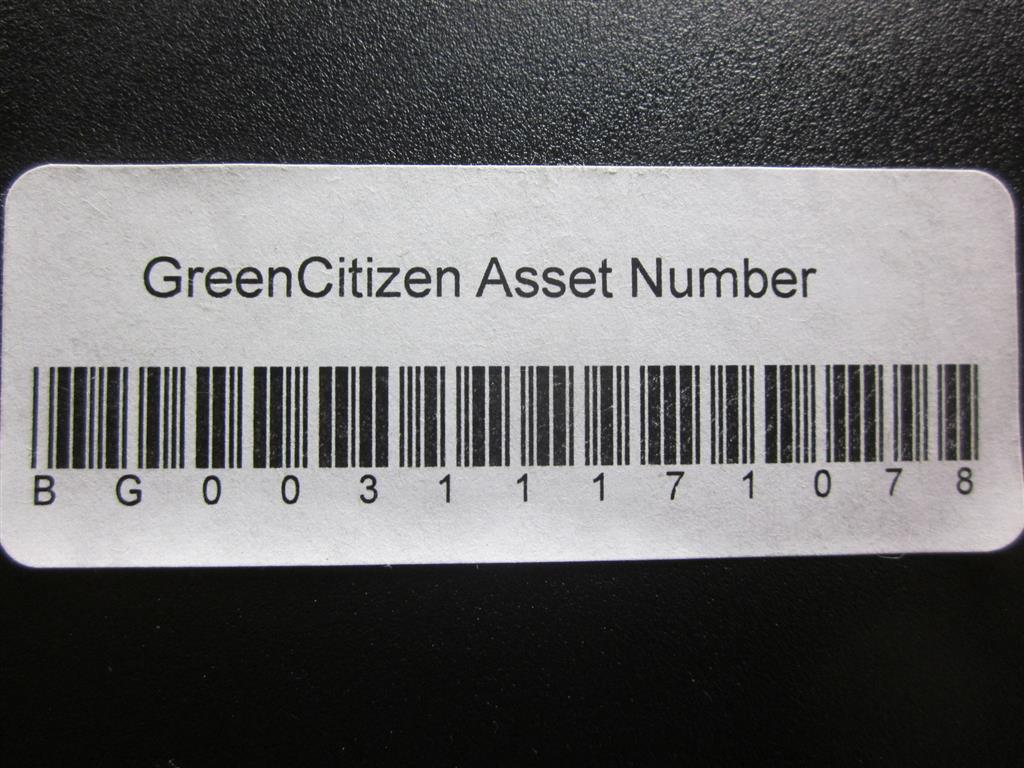 GreenCitizen Asset Number
B G 0 0 3 1 1 1 7 1 0 7 8